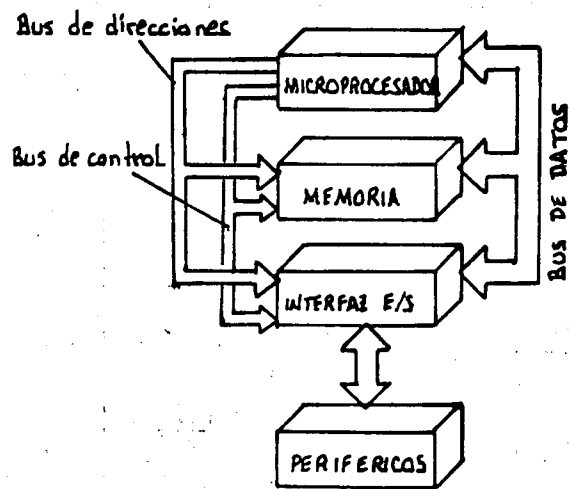 Bus de direcciones
MICROPROCESADOR
Bus de control
MEMORIA
BUS DE DATOS
INTERFAZ E/S
PERIFERICOS